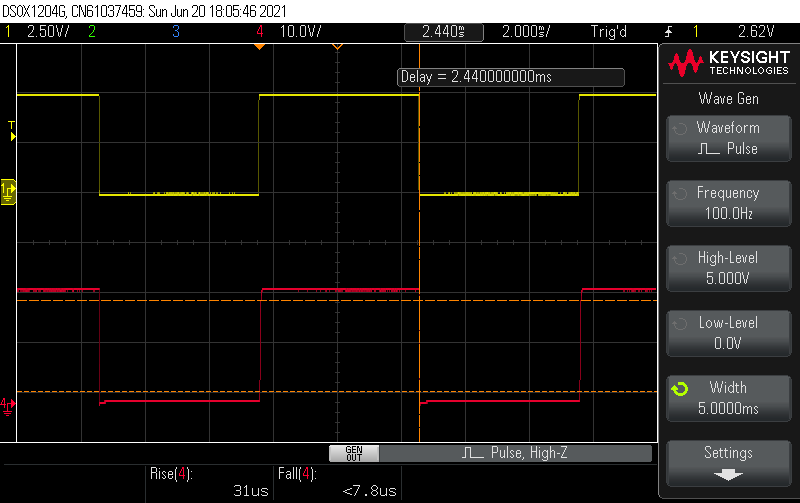 DSOX1204G, CN61037459: Sun Jun 20 18:05:46 2021
1 2.50V/ 2 3 4 10.0V/ 2.440ms 2.000ms/ Trig'd 1 2.62V
Delay = 2.440000000ms
KEYSIGHT
TECHNOLOGIES
Wave Gen
Waveform
Pulse
Frequency
100.0Hz
High-Level
5.000V
Low-Level
0.0V
Width
5.0000ms
Settings
T
1
4
GEN
OUT
Pulse, High-Z
Rise(4): Fall(4):
31us <7.8us